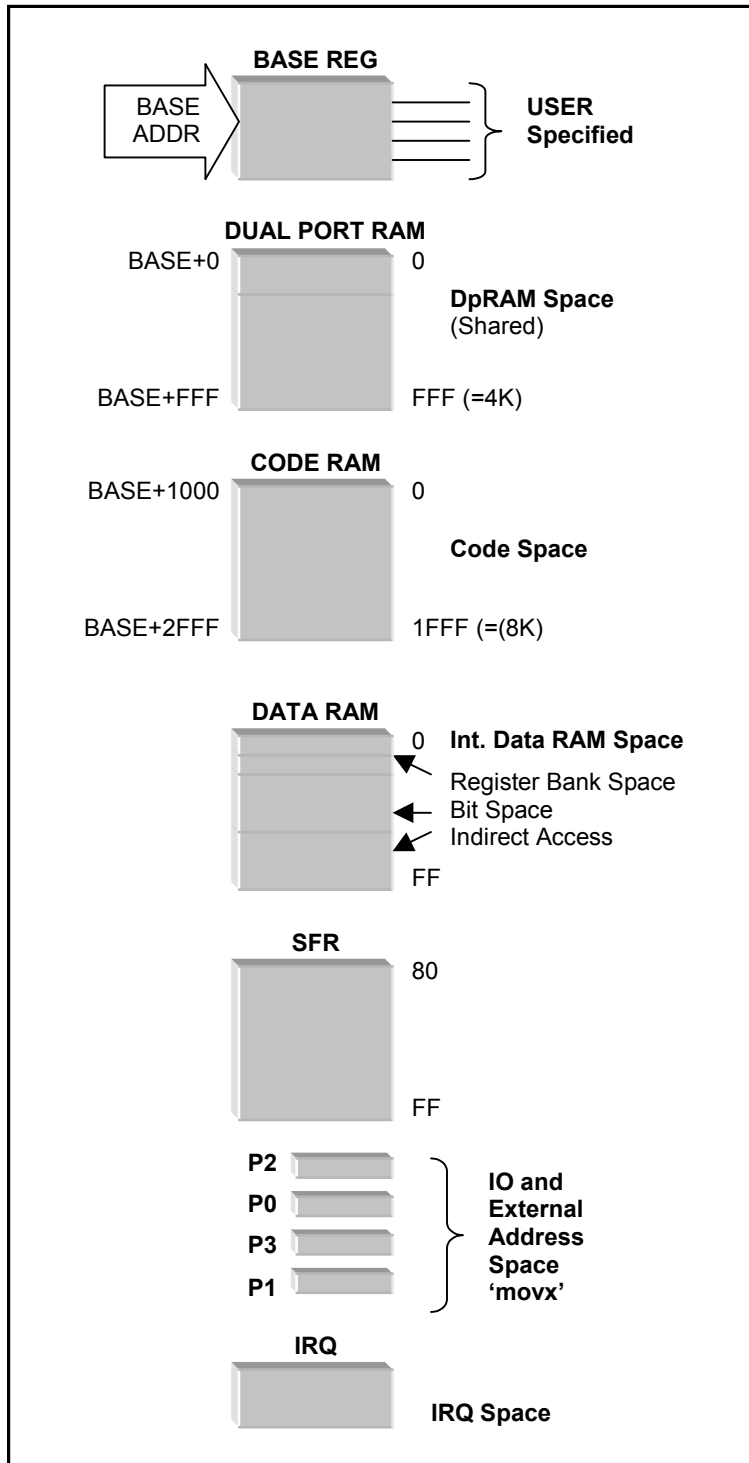 BASE REG
BASE
ADDR
USER
Specified
DUAL PORT RAM
BASE+0
0
DpRAM Space
(Shared)
BASE+FFF
FFF (=4K)
CODE RAM
BASE+1000
0
Code Space
BASE+2FFF
1FFF (=(8K)
DATA RAM
0
Int. Data RAM Space
Register Bank Space
Bit Space
Indirect Access
FF
SFR
80
FF
P2
P0
P3
P1
IO and
External
Address
Space
‘movx’
IRQ
IRQ Space